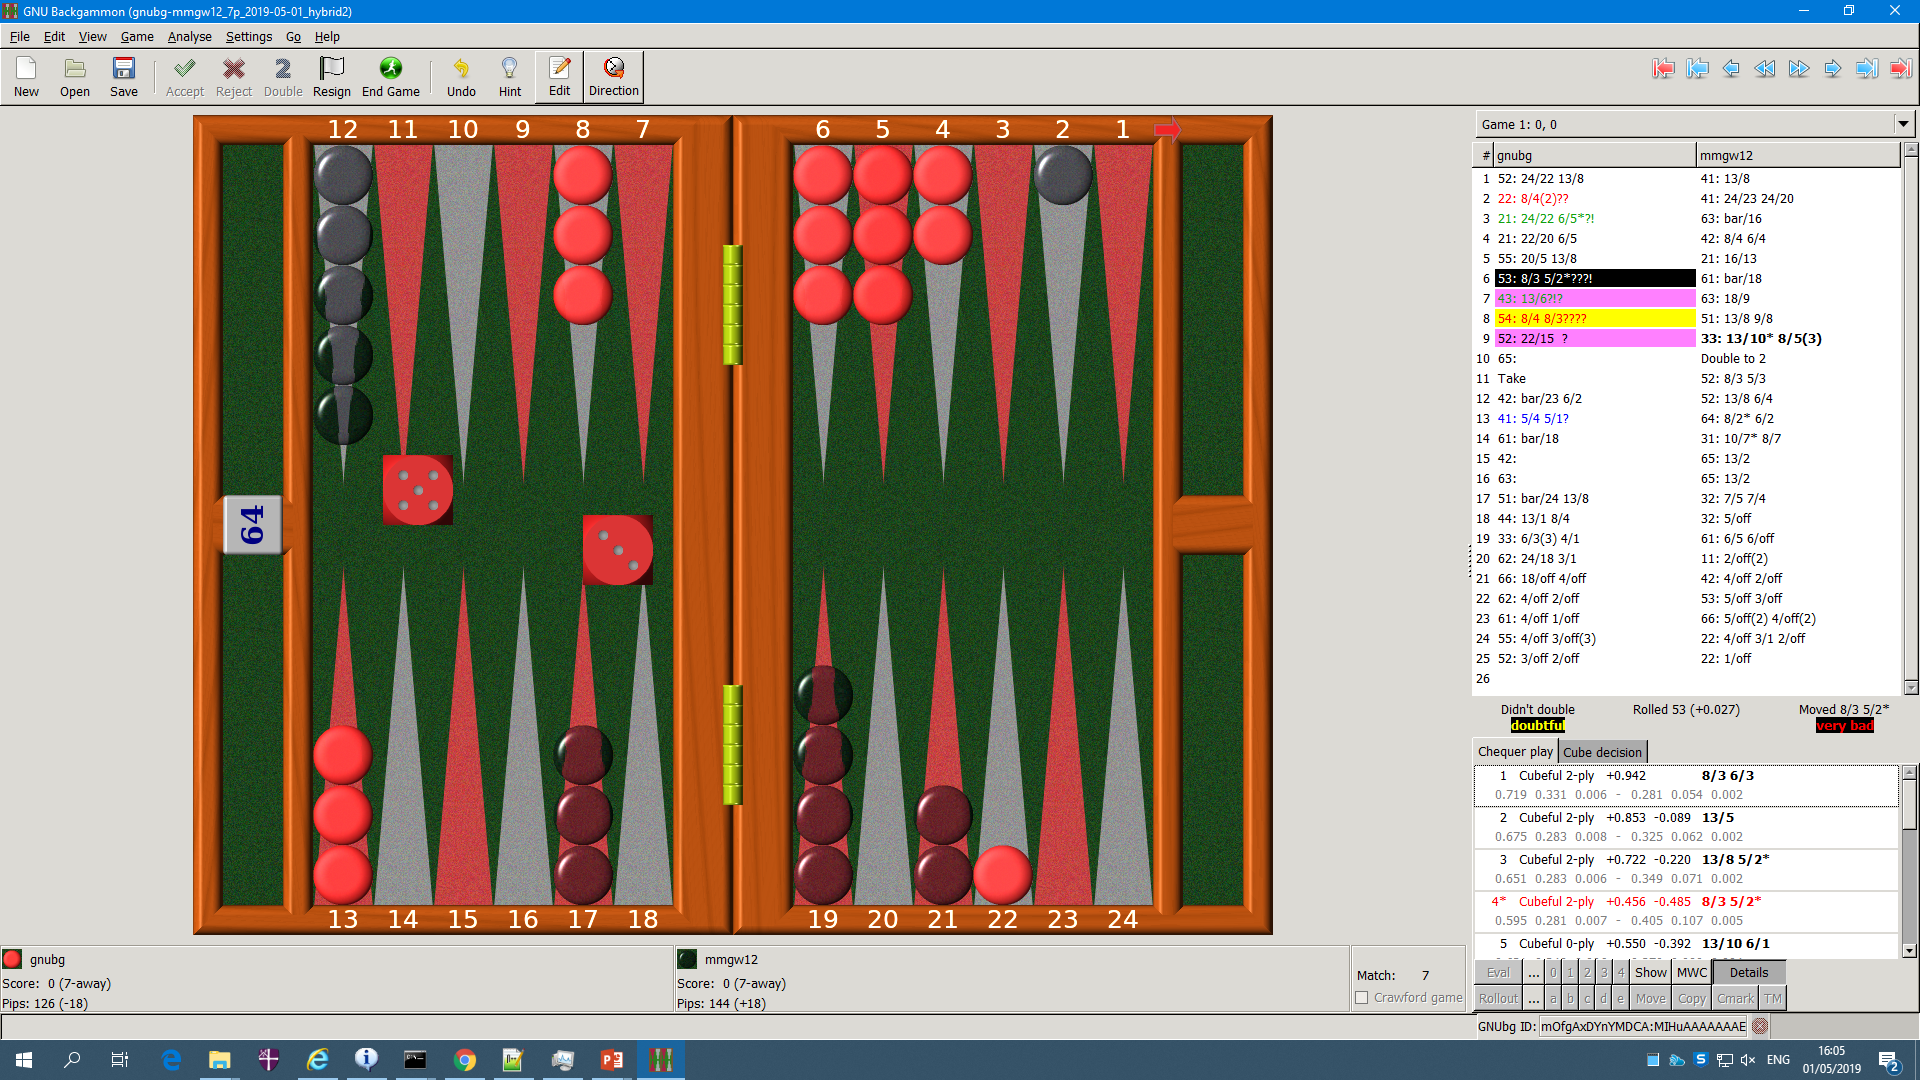 GNU Backgammon (gnubg-mmgw12_7p_2019-05-01_hybrid2)
File Edit View Game Analyse Settings Go Help
New Open Save Accept Reject Double Resign End Game Undo Hint Edit Direction
12 11 10 9 8 7 6 5 4 3 2 1
64
13 14 15 16 17 18 19 20 21 22 23 24
Game 1: 0, 0
# gnubg mmgw12
1 52: 24/22 13/8 41: 13/8
2 22: 8/4(2)?? 41: 24/23 24/20
3 21: 24/22 6/5*?! 63: bar/16
4 21: 22/20 6/5 42: 8/4 6/4
5 55: 20/5 13/8 21: 16/13
6 53: 8/3 5/2*???! 61: bar/18
7 43: 13/6?!? 63: 18/9
8 54: 8/4 8/3???? 51: 13/8 9/8
9 52: 22/15 ? 33: 13/10* 8/5(3)
10 65: Double to 2
11 Take 52: 8/3 5/3
12 42: bar/23 6/2 52: 13/8 6/4
13 41: 5/4 5/1? 64: 8/2* 6/2
14 61: bar/18 31: 10/7* 8/7
15 42: 65: 13/2
16 63: 65: 13/2
17 51: bar/24 13/8 32: 7/5 7/4
18 44: 13/1 8/4 32: 5/off
19 33: 6/3(3) 4/1 61: 6/5 6/off
20 62: 24/18 3/1 11: 2/off(2)
21 66: 18/off 4/off 42: 4/off 2/off
22 62: 4/off 2/off 53: 5/off 3/off
23 61: 4/off 1/off 66: 5/off(2) 4/off(2)
24 55: 4/off 3/off(3) 22: 4/off 3/1 2/off
25 52: 3/off 2/off 22: 1/off
26
Didn't double Rolled 53 (+0.027) Moved 8/3 5/2*
doubtful very bad
Chequer play Cube decision
1 Cubeful 2-ply +0.942 8/3 6/3
0.719 0.331 0.006 - 0.281 0.054 0.002
2 Cubeful 2-ply +0.853 -0.089 13/5
0.675 0.283 0.008 - 0.325 0.062 0.002
3 Cubeful 2-ply +0.722 -0.220 13/8 5/2*
0.651 0.283 0.006 - 0.349 0.071 0.002
4* Cubeful 2-ply +0.456 -0.485 8/3 5/2*
0.595 0.281 0.007 - 0.405 0.107 0.005
5 Cubeful 0-ply +0.550 -0.392 13/10 6/1
Eval ... 0 1 2 3 4 Show MWC Details
Rollout ... a b c d e Move Copy Cmark TM
gnubg
Score: 0 (7-away)
Pips: 126 (-18)
mmgw12
Score: 0 (7-away)
Pips: 144 (+18)
Match: 7
Crawford game
GNUbg ID: mOfgAxDYnYMDCA:MIHuAAAAAAAE
ENG
16:05
01/05/2019
2